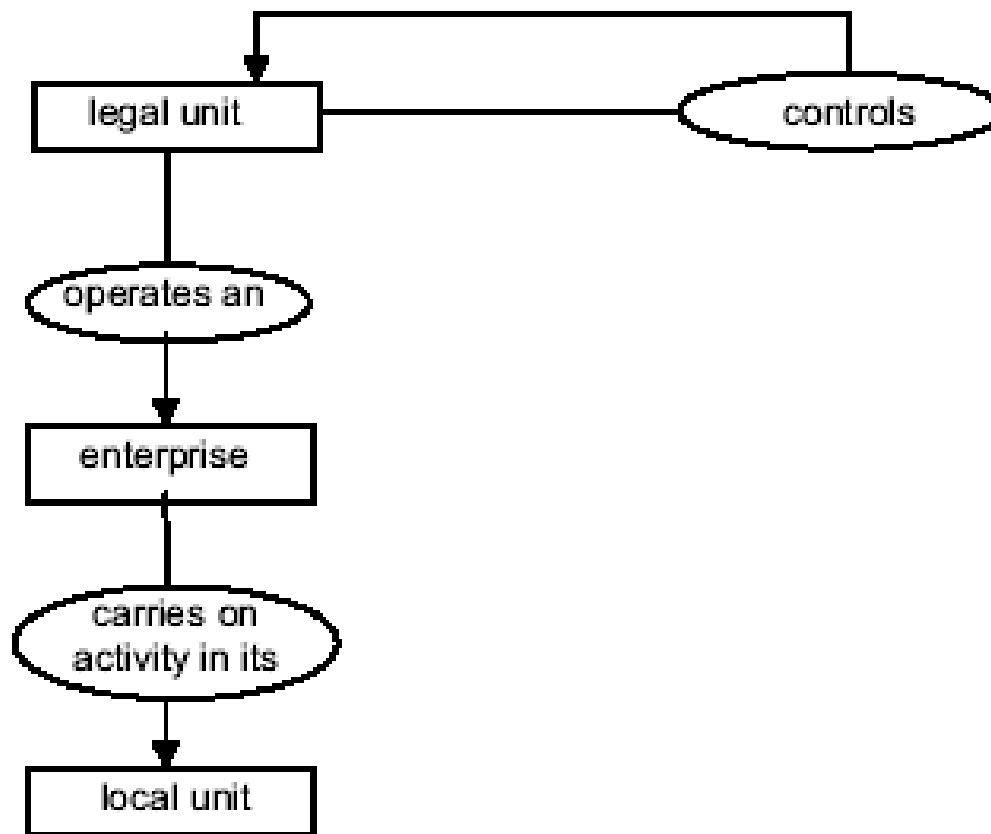 legal unit
controls
operates an
enterprise
carries on
activity in its
local unit